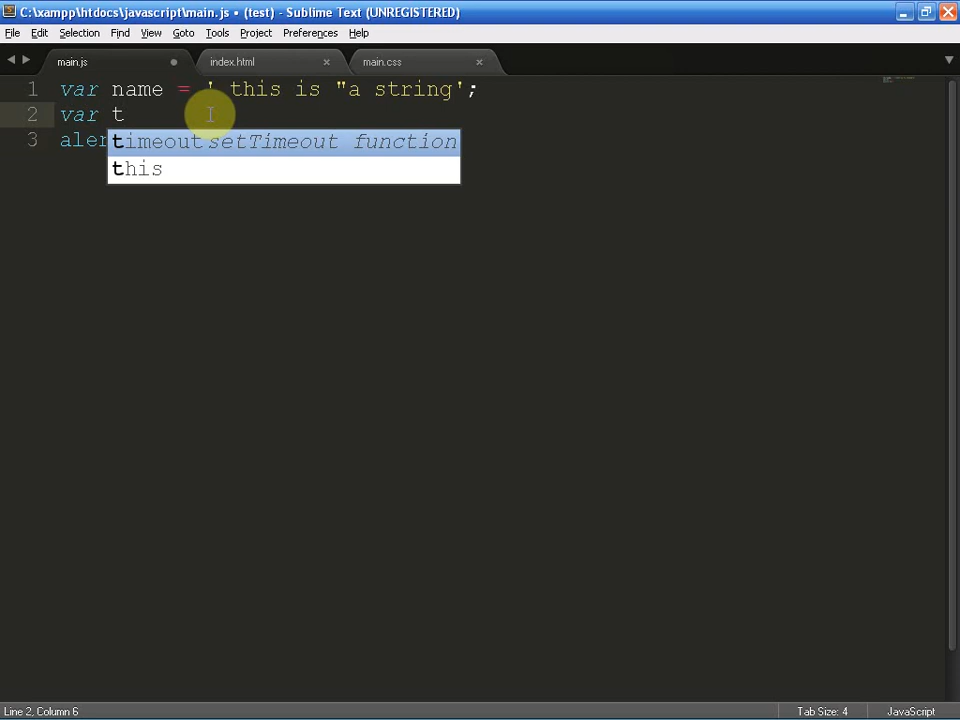 C:\xampp\htdocs\javascript\main.js • (test) - Sublime Text (UNREGISTERED)
File Edit Selection Find View Goto Tools Project Preferences Help
main.js index.html main.css
1 var name = ' this is "a string';
2 var t
3 aler
timeout setTimeout function
this
Line 2, Column 6 Tab Size: 4 JavaScript